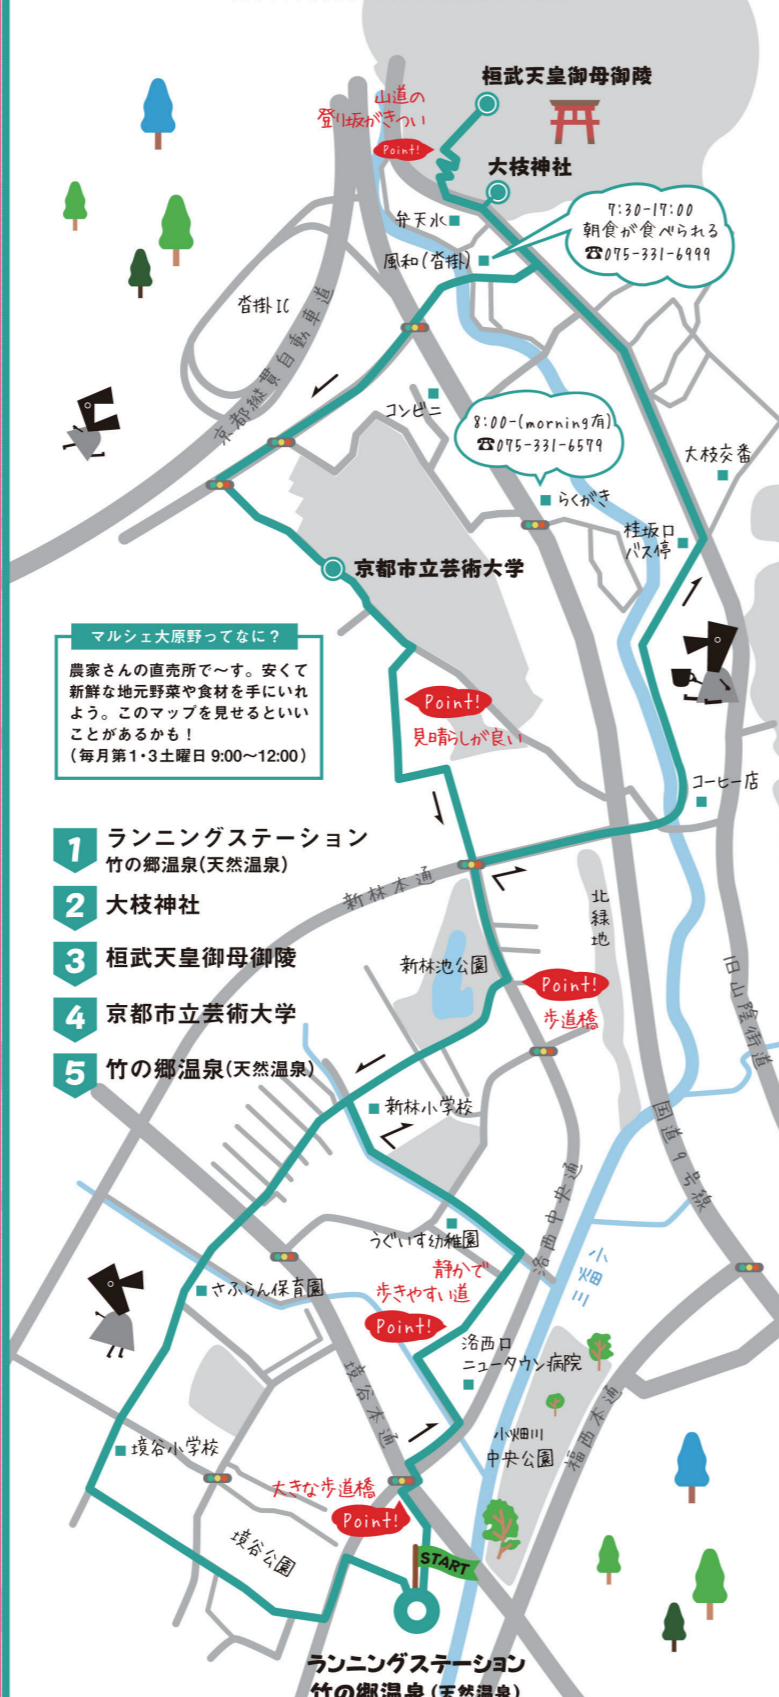 桓武天皇御母御陵
山道の
登り坂がきつい
Point!
大枝神社
弁天水
7:30-17:00
朝食が食べられる
☎075-331-6999
風和(沓掛)
沓掛IC
京都縦貫自動車道
コンビニ
8:00-(morning有)
☎075-331-6579
らくがき
大枝交番
桂坂口
バス停
京都市立芸術大学
マルシェ大原野ってなに?
農家さんの直売所で〜す。安くて
新鮮な地元野菜や食材を手にいれ
よう。このマップを見せるといい
ことがあるかも!
(毎月第1・3土曜日 9:00〜12:00)
Point!
見晴らしが良い
コーヒー店
1 ランニングステーション
竹の郷温泉(天然温泉)
2 大枝神社
3 桓武天皇御母御陵
4 京都市立芸術大学
5 竹の郷温泉(天然温泉)
新林本通
北緑地
新林池公園
Point!
歩道橋
旧山陰街道
新林小学校
国道9号線
洛西中央通
うぐいす幼稚園
小畑川
静かで
歩きやすい道
Point!
さふらん保育園
洛西口
ニュータウン病院
境谷本通
小畑川
中央公園
福西本通
境谷小学校
大きな歩道橋
Point!
境谷公園
START
ランニングステーション
竹の郷温泉(天然温泉)